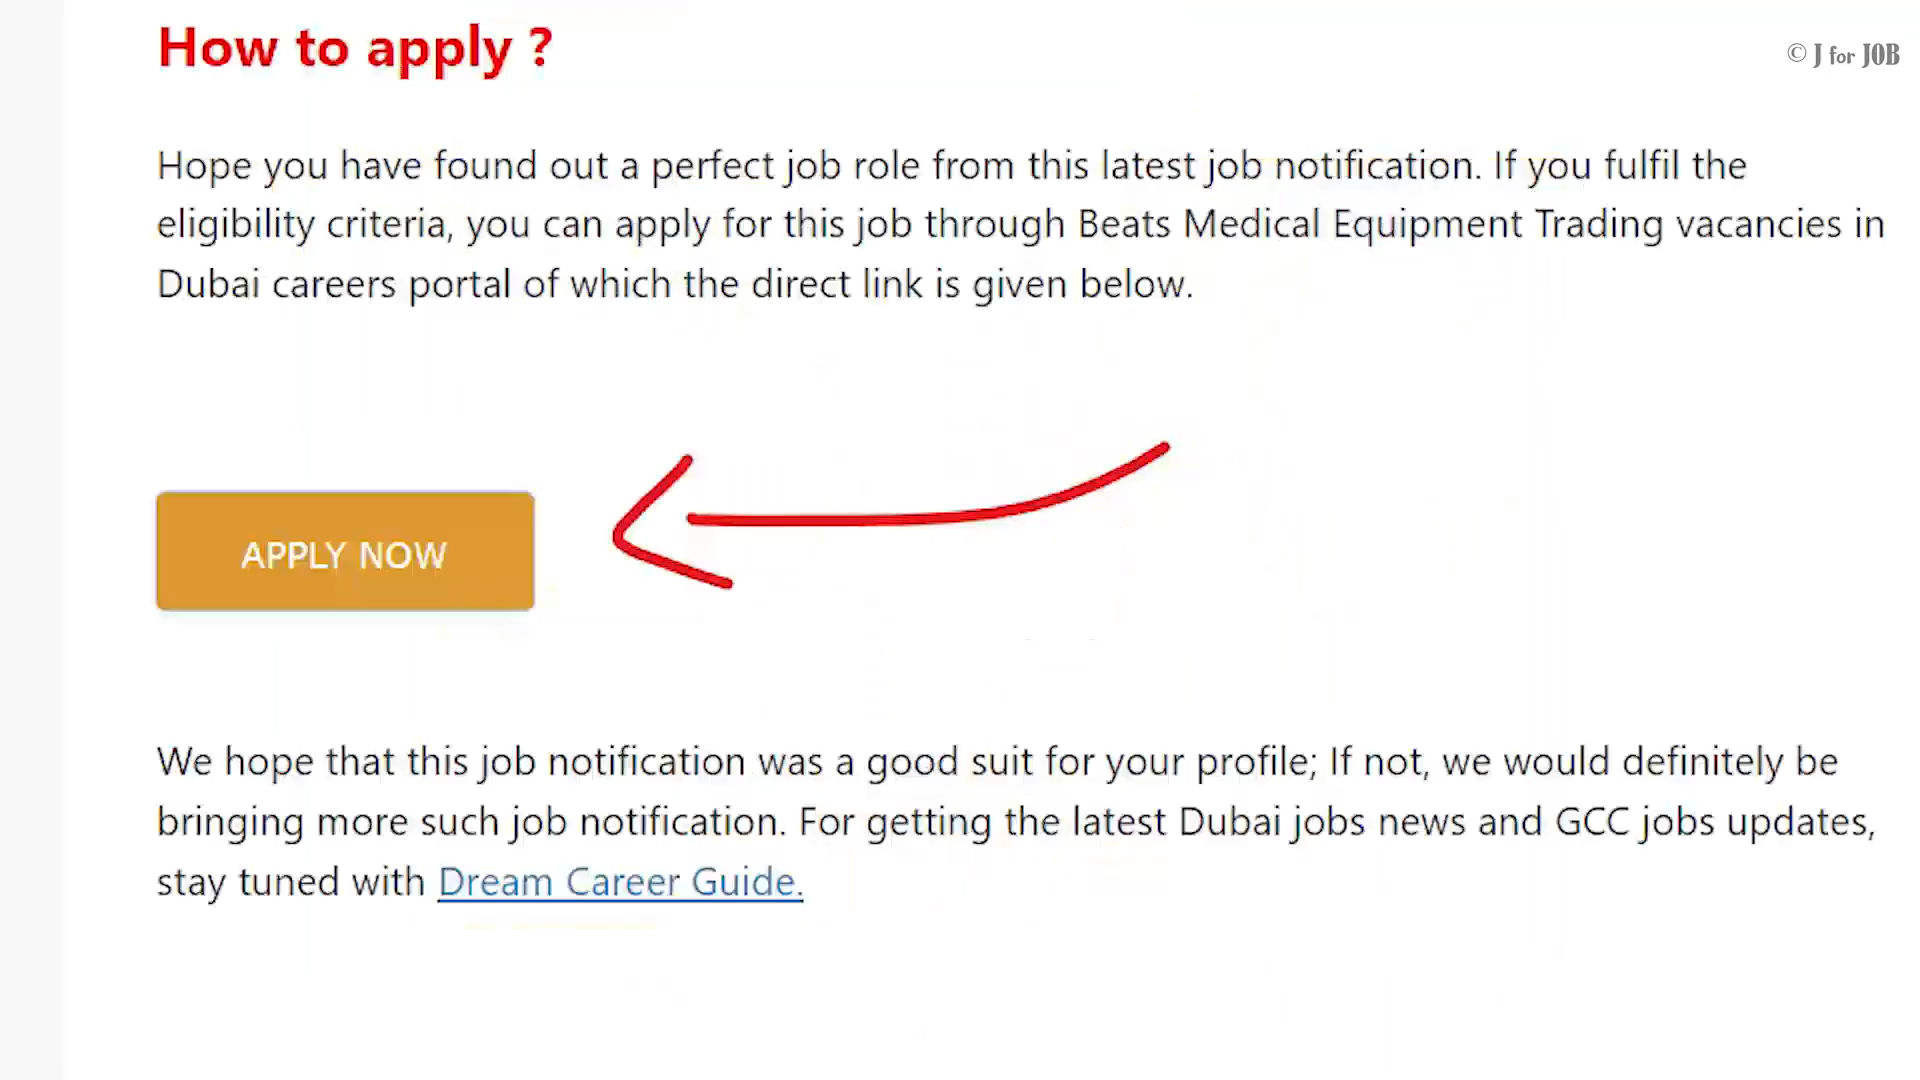 How to apply ?
© J for JOB
Hope you have found out a perfect job role from this latest job notification. If you fulfil the
eligibility criteria, you can apply for this job through Beats Medical Equipment Trading vacancies in
Dubai careers portal of which the direct link is given below.
APPLY NOW
We hope that this job notification was a good suit for your profile; If not, we would definitely be
bringing more such job notification. For getting the latest Dubai jobs news and GCC jobs updates,
stay tuned with Dream Career Guide.